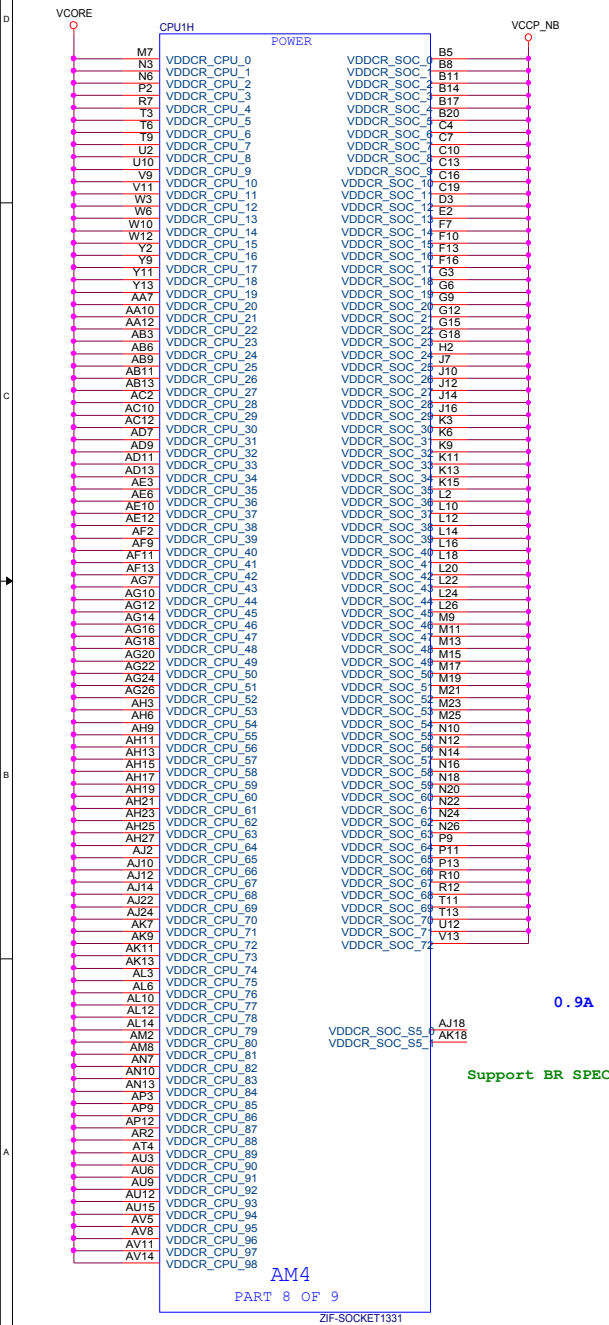 D
VCORE
VCCP_NB
CPU1H
POWER
M7 VDDCR_CPU_0 VDDCR_SOC_0 B5
N3 VDDCR_CPU_1 VDDCR_SOC_1 B8
N6 VDDCR_CPU_2 VDDCR_SOC_2 B11
P2 VDDCR_CPU_3 VDDCR_SOC_3 B14
R7 VDDCR_CPU_4 VDDCR_SOC_4 B17
T3 VDDCR_CPU_5 VDDCR_SOC_5 B20
T6 VDDCR_CPU_6 VDDCR_SOC_6 C4
T9 VDDCR_CPU_7 VDDCR_SOC_7 C7
U2 VDDCR_CPU_8 VDDCR_SOC_8 C10
U10 VDDCR_CPU_9 VDDCR_SOC_9 C13
V9 VDDCR_CPU_10 VDDCR_SOC_10 C16
V11 VDDCR_CPU_11 VDDCR_SOC_11 C19
W3 VDDCR_CPU_12 VDDCR_SOC_12 D3
W6 VDDCR_CPU_13 VDDCR_SOC_13 E2
W10 VDDCR_CPU_14 VDDCR_SOC_14 F7
W12 VDDCR_CPU_15 VDDCR_SOC_15 F10
Y2 VDDCR_CPU_16 VDDCR_SOC_16 F13
Y9 VDDCR_CPU_17 VDDCR_SOC_17 F16
Y11 VDDCR_CPU_18 VDDCR_SOC_18 G3
Y13 VDDCR_CPU_19 VDDCR_SOC_19 G6
AA7 VDDCR_CPU_20 VDDCR_SOC_20 G9
AA10 VDDCR_CPU_21 VDDCR_SOC_21 G12
AA12 VDDCR_CPU_22 VDDCR_SOC_22 G15
AB3 VDDCR_CPU_23 VDDCR_SOC_23 G18
AB6 VDDCR_CPU_24 VDDCR_SOC_24 H2
AB9 VDDCR_CPU_25 VDDCR_SOC_25 J7
AB11 VDDCR_CPU_26 VDDCR_SOC_26 J10
AB13 VDDCR_CPU_27 VDDCR_SOC_27 J12
C
AC2 VDDCR_CPU_28 VDDCR_SOC_28 J14
AC10 VDDCR_CPU_29 VDDCR_SOC_29 J16
AC12 VDDCR_CPU_30 VDDCR_SOC_30 K3
AD7 VDDCR_CPU_31 VDDCR_SOC_31 K6
AD9 VDDCR_CPU_32 VDDCR_SOC_32 K9
AD11 VDDCR_CPU_33 VDDCR_SOC_33 K11
AD13 VDDCR_CPU_34 VDDCR_SOC_34 K13
AE3 VDDCR_CPU_35 VDDCR_SOC_35 K15
AE6 VDDCR_CPU_36 VDDCR_SOC_36 L2
AE10 VDDCR_CPU_37 VDDCR_SOC_37 L10
AE12 VDDCR_CPU_38 VDDCR_SOC_38 L12
AF2 VDDCR_CPU_39 VDDCR_SOC_39 L14
AF9 VDDCR_CPU_40 VDDCR_SOC_40 L16
AF11 VDDCR_CPU_41 VDDCR_SOC_41 L18
AF13 VDDCR_CPU_42 VDDCR_SOC_42 L20
AG7 VDDCR_CPU_43 VDDCR_SOC_43 L22
AG10 VDDCR_CPU_44 VDDCR_SOC_44 L24
AG12 VDDCR_CPU_45 VDDCR_SOC_45 L26
AG14 VDDCR_CPU_46 VDDCR_SOC_46 M9
AG16 VDDCR_CPU_47 VDDCR_SOC_47 M11
AG18 VDDCR_CPU_48 VDDCR_SOC_48 M13
AG20 VDDCR_CPU_49 VDDCR_SOC_49 M15
AG22 VDDCR_CPU_50 VDDCR_SOC_50 M17
AG24 VDDCR_CPU_51 VDDCR_SOC_51 M19
AG26 VDDCR_CPU_52 VDDCR_SOC_52 M21
AH3 VDDCR_CPU_53 VDDCR_SOC_53 M23
AH6 VDDCR_CPU_54 VDDCR_SOC_54 M25
AH9 VDDCR_CPU_55 VDDCR_SOC_55 N10
AH11 VDDCR_CPU_56 VDDCR_SOC_56 N12
AH13 VDDCR_CPU_57 VDDCR_SOC_57 N14
AH15 VDDCR_CPU_58 VDDCR_SOC_58 N16
B
AH17 VDDCR_CPU_59 VDDCR_SOC_59 N18
AH19 VDDCR_CPU_60 VDDCR_SOC_60 N20
AH21 VDDCR_CPU_61 VDDCR_SOC_61 N22
AH23 VDDCR_CPU_62 VDDCR_SOC_62 N24
AH25 VDDCR_CPU_63 VDDCR_SOC_63 N26
AH27 VDDCR_CPU_64 VDDCR_SOC_64 P9
AJ2 VDDCR_CPU_65 VDDCR_SOC_65 P11
AJ10 VDDCR_CPU_66 VDDCR_SOC_66 P13
AJ12 VDDCR_CPU_67 VDDCR_SOC_67 R10
AJ14 VDDCR_CPU_68 VDDCR_SOC_68 R12
AJ22 VDDCR_CPU_69 VDDCR_SOC_69 T11
AJ24 VDDCR_CPU_70 VDDCR_SOC_70 T13
AK7 VDDCR_CPU_71 VDDCR_SOC_71 U12
AK9 VDDCR_CPU_72 VDDCR_SOC_72 V13
AK11 VDDCR_CPU_73
AK13 VDDCR_CPU_74
AL3 VDDCR_CPU_75
AL6 VDDCR_CPU_76
AL10 VDDCR_CPU_77
0.9A
AL12 VDDCR_CPU_78
AL14 VDDCR_CPU_79 VDDCR_SOC_S5_0 AJ18
AM2 VDDCR_CPU_80 VDDCR_SOC_S5_1 AK18
AM8 VDDCR_CPU_81
AN7 VDDCR_CPU_82
AN10 VDDCR_CPU_83
Support BR SPEC
AN13 VDDCR_CPU_84
AP3 VDDCR_CPU_85
AP9 VDDCR_CPU_86
AP12 VDDCR_CPU_87
AR2 VDDCR_CPU_88
A
AT4 VDDCR_CPU_89
AU3 VDDCR_CPU_90
AU6 VDDCR_CPU_91
AU9 VDDCR_CPU_92
AU12 VDDCR_CPU_93
AU15 VDDCR_CPU_94
AV5 VDDCR_CPU_95
AV8 VDDCR_CPU_96
AV11 VDDCR_CPU_97
AV14 VDDCR_CPU_98
AM4
PART 8 OF 9
ZIF-SOCKET1331